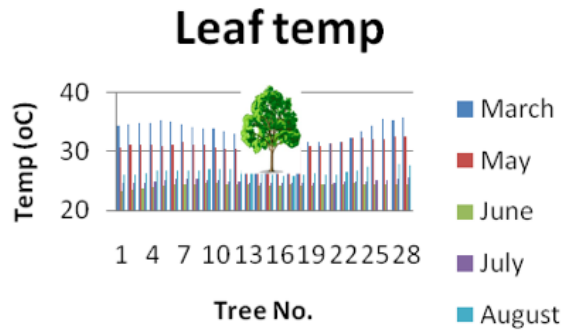 Leaf temp
Temp (oC)
40
30
20
1 4 7 10 13 16 19 22 25 28
Tree No.
March
May
June
July
August